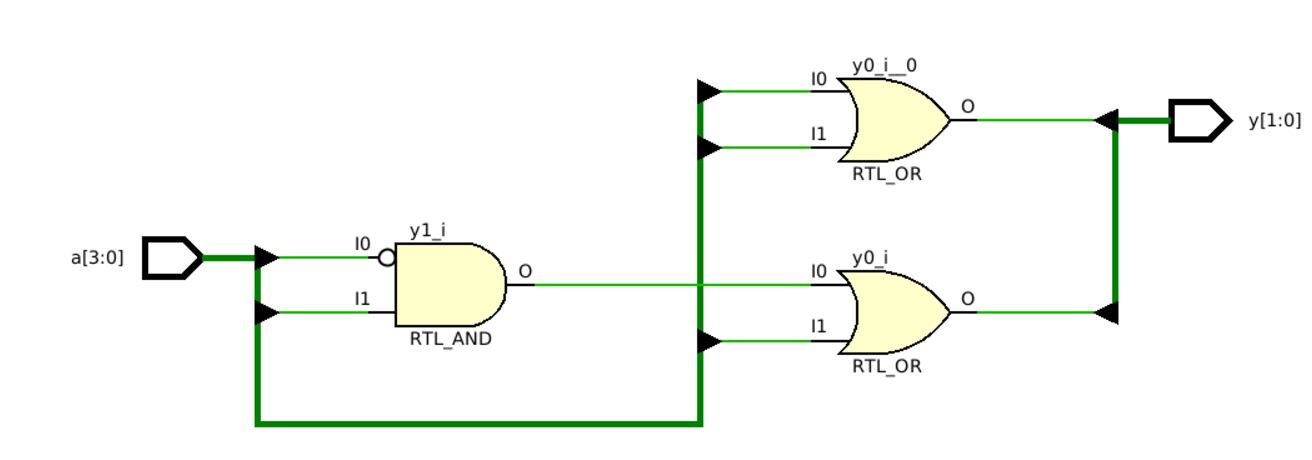 y0_i__0
I0
O
I1
RTL_OR
y[1:0]
a[3:0]
y1_i
I0
O
I1
RTL_AND
y0_i
I0
O
I1
RTL_OR